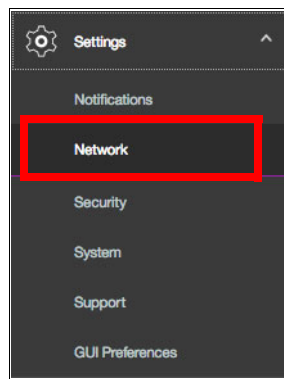 Settings
Notifications
Network
Security
System
Support
GUI Preferences